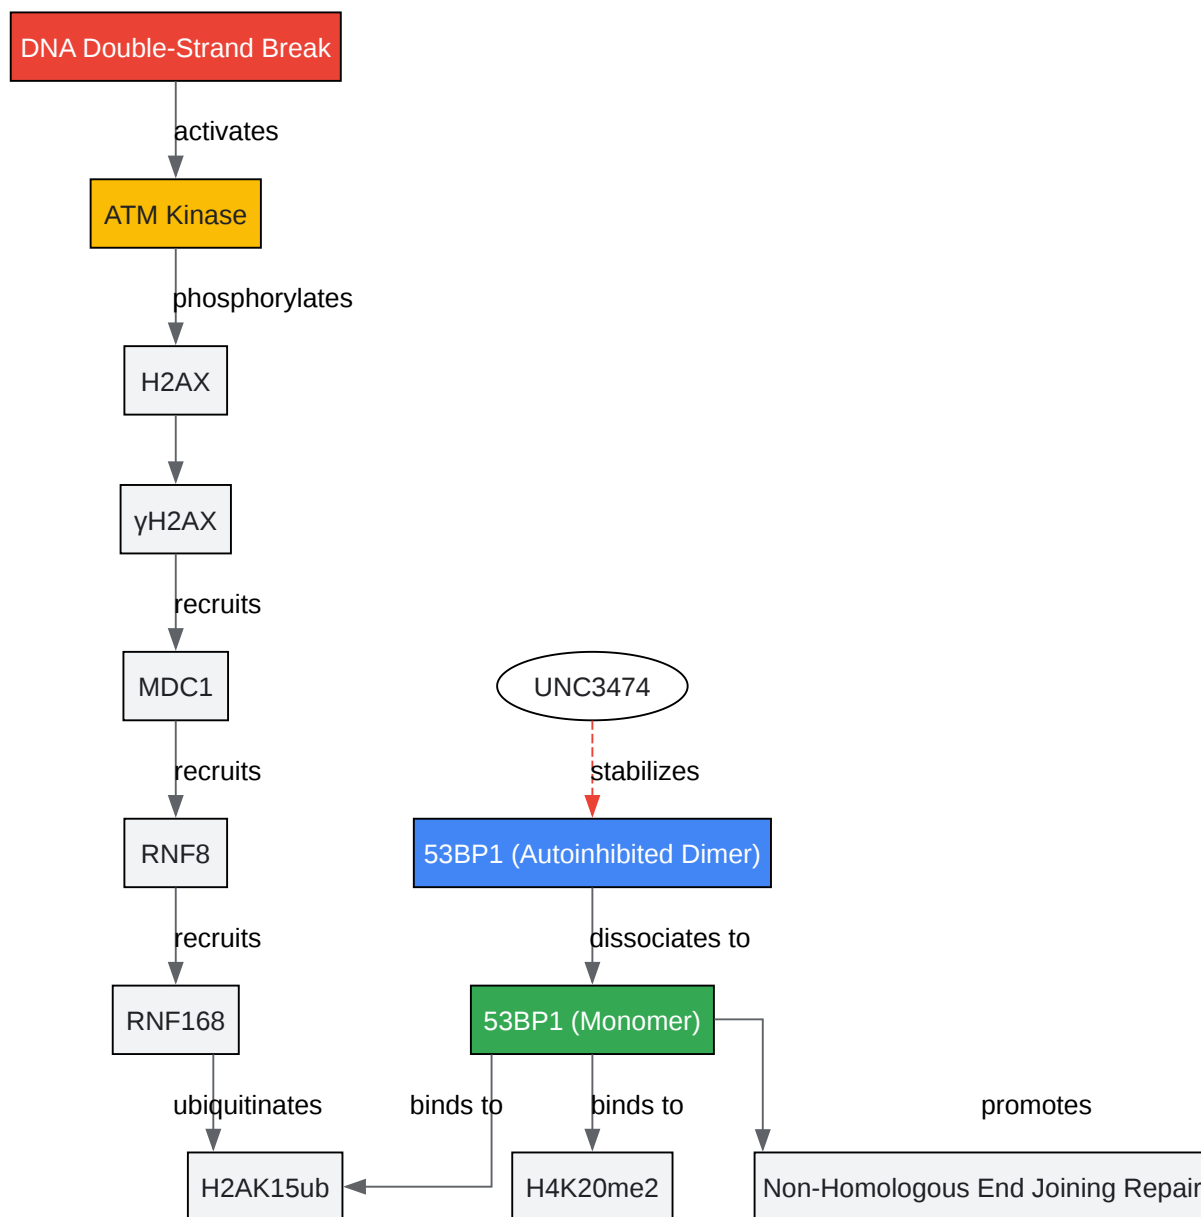 DNA Double-Strand Break
activates
ATM Kinase
phosphorylates
H2AX
γH2AX
recruits
MDC1
UNC3474
recruits
stabilizes
RNF8
53BP1 (Autoinhibited Dimer)
recruits
dissociates to
RNF168
53BP1 (Monomer)
ubiquitinates
binds to
binds to
promotes
H2AK15ub
H4K20me2
Non-Homologous End Joining Repair